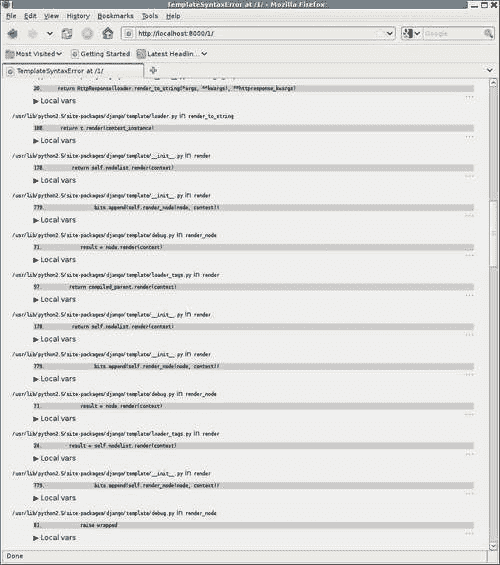 TemplateSyntaxError at /1/ - Mozilla Firefox
File Edit View History Bookmarks Tools Help
http://localhost:8000/1/ Google
Most Visited Getting Started Latest Headlin...
TemplateSyntaxError at /1/
20. return HttpResponse(loader.render_to_string(*args, **kwargs), **httpresponse_kwargs)
▶ Local vars
/usr/lib/python2.5/site-packages/django/template/loader.py in render_to_string
108. return t.render(context_instance)
▶ Local vars
/usr/lib/python2.5/site-packages/django/template/__init__.py in render
178. return self.nodelist.render(context)
▶ Local vars
/usr/lib/python2.5/site-packages/django/template/__init__.py in render
779. bits.append(self.render_node(node, context))
▶ Local vars
/usr/lib/python2.5/site-packages/django/template/debug.py in render_node
71. result = node.render(context)
▶ Local vars
/usr/lib/python2.5/site-packages/django/template/loader_tags.py in render
97. return compiled_parent.render(context)
▶ Local vars
/usr/lib/python2.5/site-packages/django/template/__init__.py in render
178. return self.nodelist.render(context)
▶ Local vars
/usr/lib/python2.5/site-packages/django/template/__init__.py in render
779. bits.append(self.render_node(node, context))
▶ Local vars
/usr/lib/python2.5/site-packages/django/template/debug.py in render_node
71. result = node.render(context)
▶ Local vars
/usr/lib/python2.5/site-packages/django/template/loader_tags.py in render
24. result = self.nodelist.render(context)
▶ Local vars
/usr/lib/python2.5/site-packages/django/template/__init__.py in render
779. bits.append(self.render_node(node, context))
▶ Local vars
/usr/lib/python2.5/site-packages/django/template/debug.py in render_node
81. raise wrapped
▶ Local vars
Done